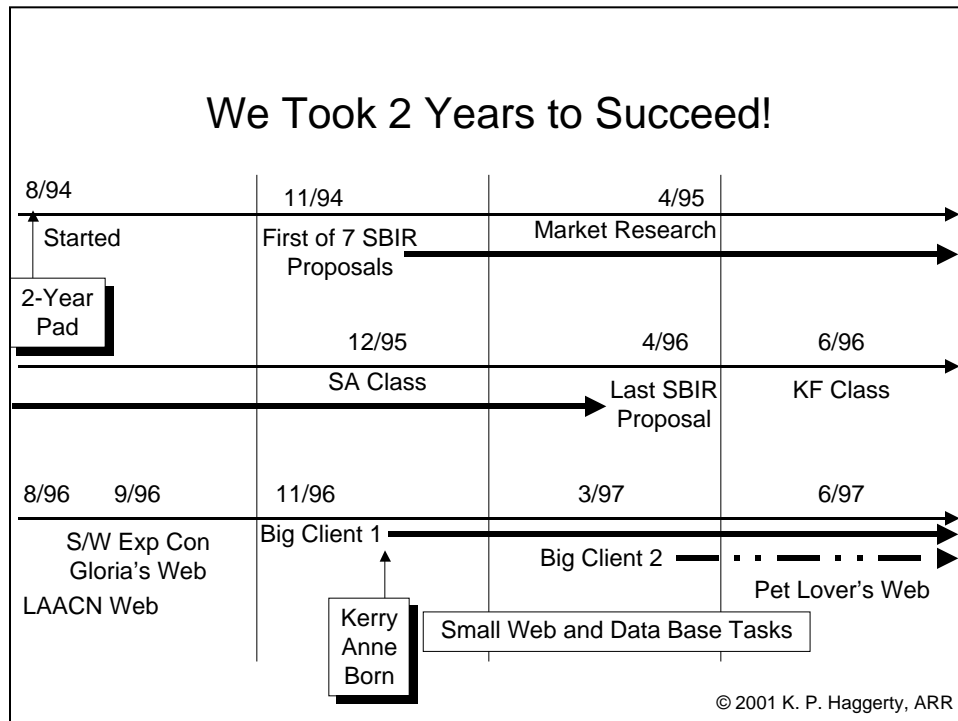 We Took 2 Years to Succeed!
8/94
11/94
4/95
Started
First of 7 SBIR
Proposals
Market Research
2-Year
Pad
12/95
4/96
6/96
SA Class
Last SBIR
Proposal
KF Class
8/96
9/96
11/96
3/97
6/97
S/W Exp Con
Gloria's Web
LAACN Web
Big Client 1
Big Client 2
Pet Lover's Web
Kerry
Anne
Born
Small Web and Data Base Tasks
© 2001 K. P. Haggerty, ARR